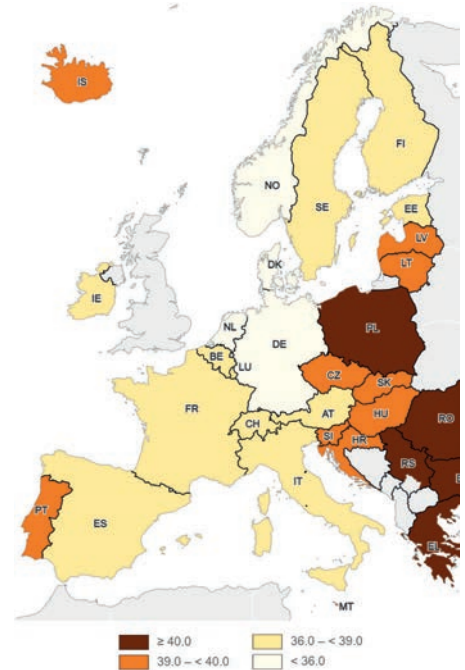 IS
FI
NO
SE
EE
LV
DK
LT
IE
NL
PL
DE
BE
LU
CZ
SK
FR
AT
HU
CH
RO
SI
HR
RS
IT
PT
ES
EL
MT
≥ 40.0
36.0 – < 39.0
39.0 – < 40.0
< 36.0